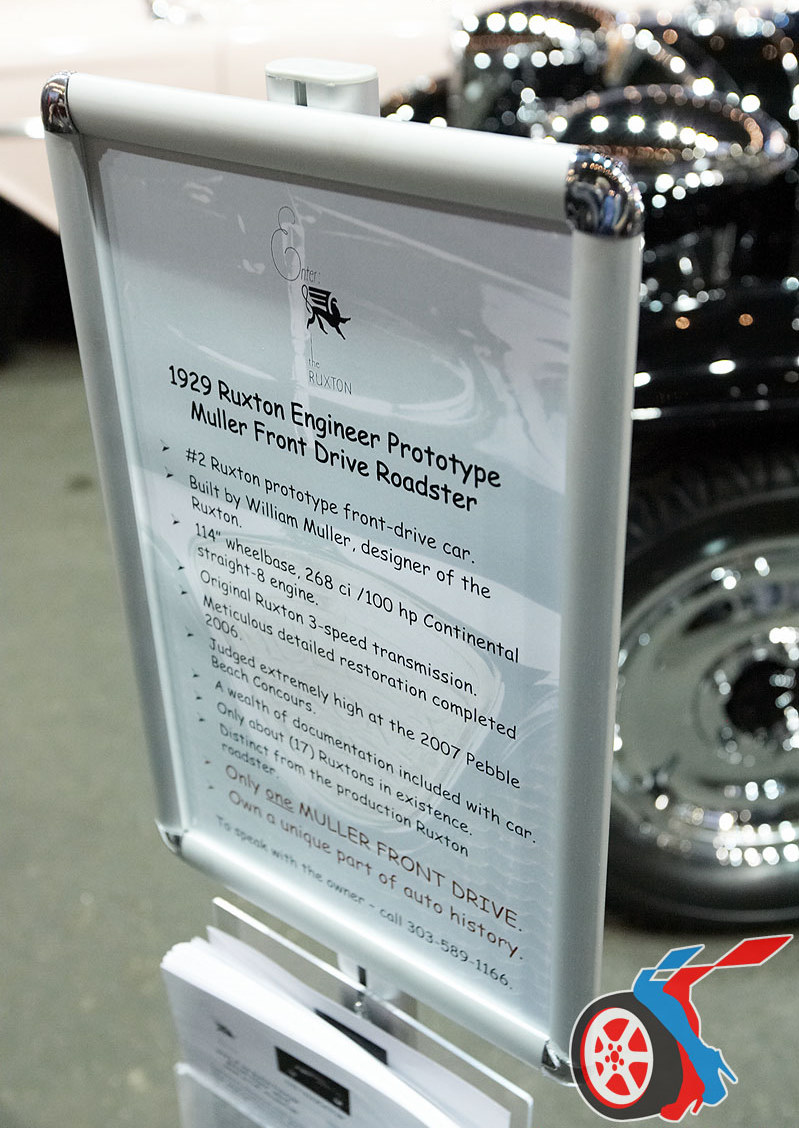 Enter:
the
RUXTON
1929 Ruxton Engineer Prototype
Muller Front Drive Roadster
#2 Ruxton prototype front-drive car.
Built by William Muller, designer of the
Ruxton.
114" wheelbase, 268 ci /100 hp Continental
straight-8 engine.
Original Ruxton 3-speed transmission.
Meticulous detailed restoration completed
2006.
Judged extremely high at the 2007 Pebble
Beach Concours.
A wealth of documentation included with car.
Only about (17) Ruxtons in existence.
Distinct from the production Ruxton
roadster.
Only one MULLER FRONT DRIVE.
Own a unique part of auto history.
To speak with the owner - call 303-589-1166.